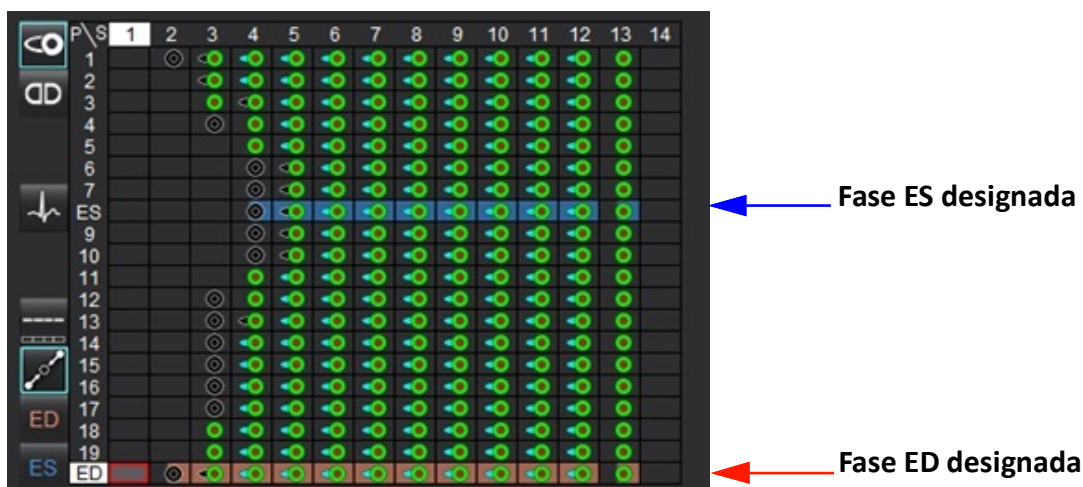 P\S 1 2 3 4 5 6 7 8 9 10 11 12 13 14
1
2
3
4
5
6
7
ES
9
10
11
12
13
14
15
16
17
18
19
ED
ED
ES
Fase ES designada
Fase ED designada